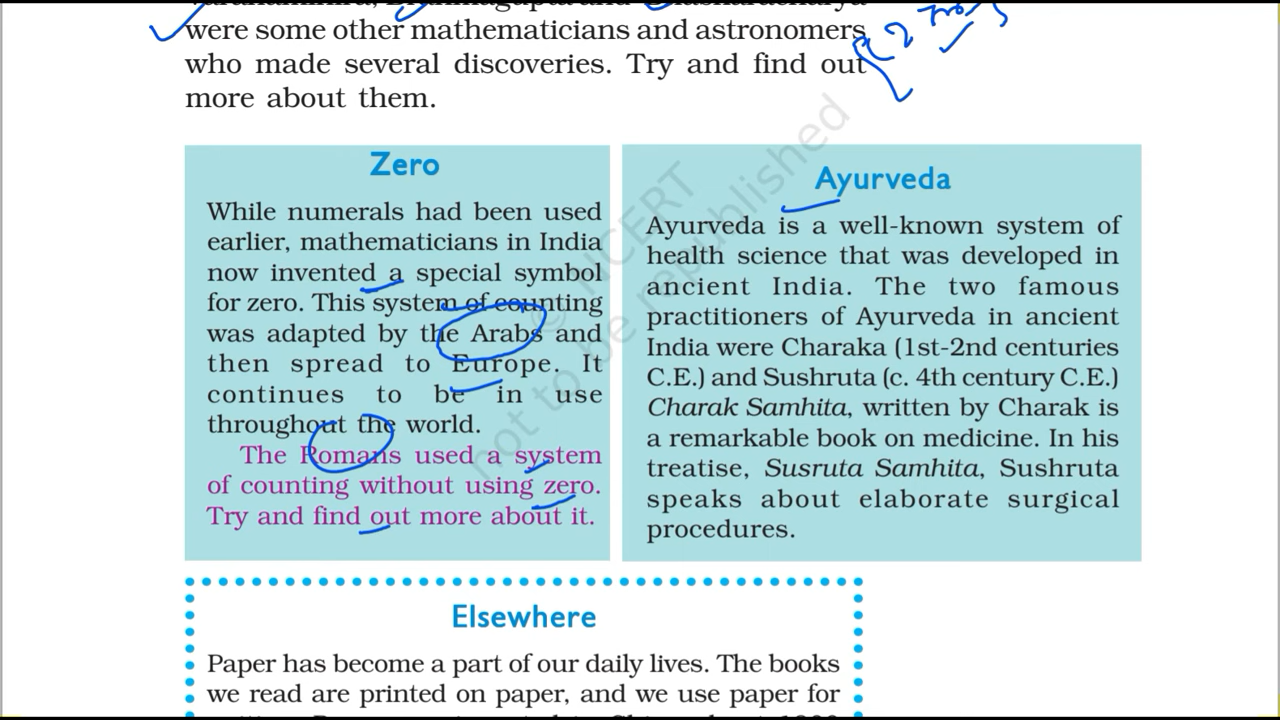 were some other mathematicians and astronomers
who made several discoveries. Try and find out
more about them.
Zero
While numerals had been used
earlier, mathematicians in India
now invented a special symbol
for zero. This system of counting
was adapted by the Arabs and
then spread to Europe. It
continues to be in use
throughout the world.
The Romans used a system
of counting without using zero.
Try and find out more about it.
Ayurveda
Ayurveda is a well-known system of
health science that was developed in
ancient India. The two famous
practitioners of Ayurveda in ancient
India were Charaka (1st-2nd centuries
C.E.) and Sushruta (c. 4th century C.E.)
Charak Samhita, written by Charak is
a remarkable book on medicine. In his
treatise, Susruta Samhita, Sushruta
speaks about elaborate surgical
procedures.
© NCERT
not to be republished
Elsewhere
Paper has become a part of our daily lives. The books
we read are printed on paper, and we use paper for